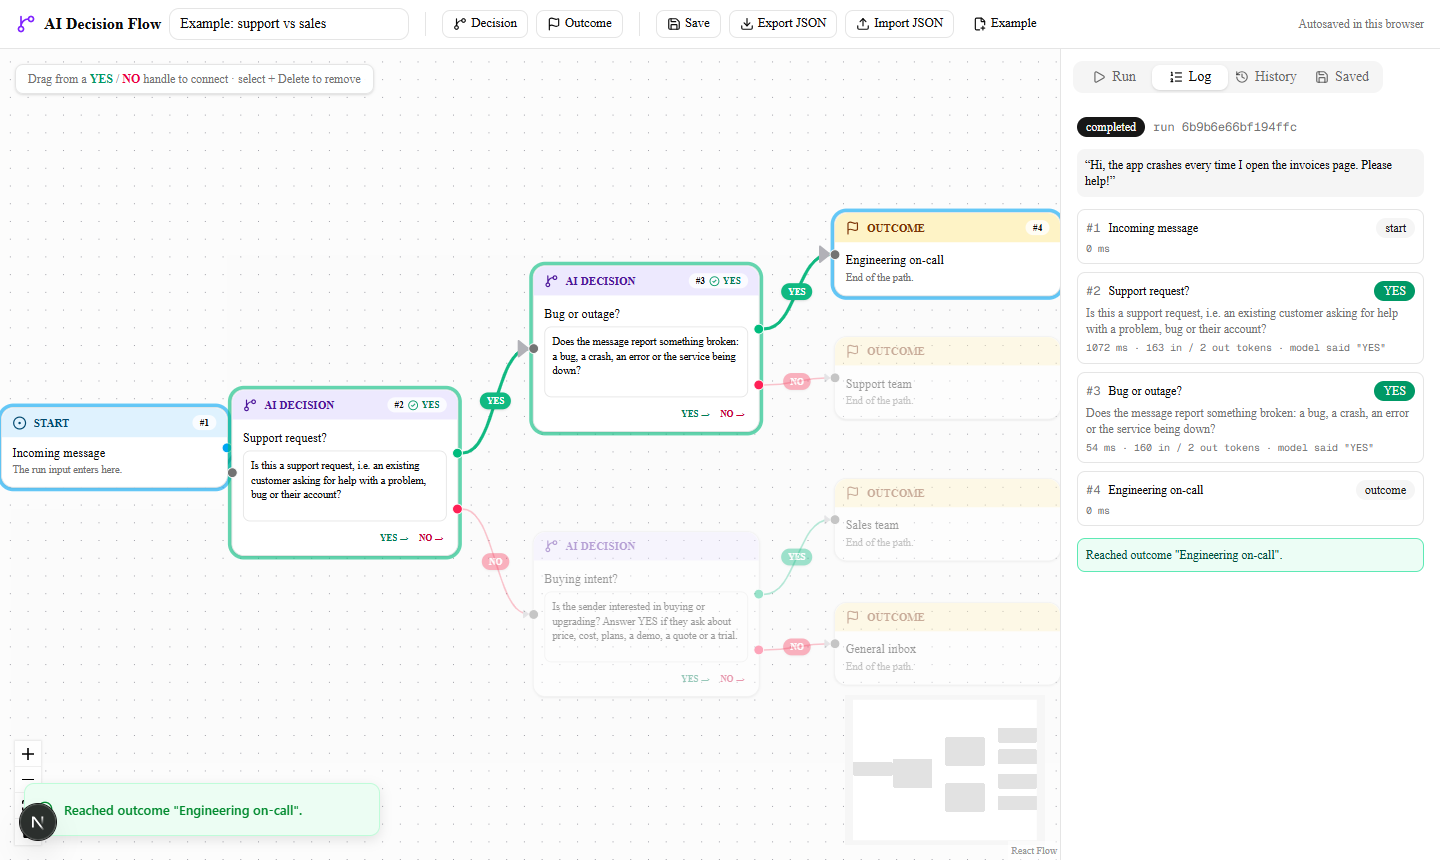 AI Decision Flow
Example: support vs sales
Decision
Outcome
Save
Export JSON
Import JSON
Example
Autosaved in this browser
Drag from a YES / NO handle to connect · select + Delete to remove
START
#1
Incoming message
The run input enters here.
AI DECISION
#2 YES
Support request?
Is this a support request, i.e. an existing
customer asking for help with a problem,
bug or their account?
YES
NO
YES
NO
AI DECISION
#3 YES
Bug or outage?
Does the message report something broken:
a bug, a crash, an error or the service being
down?
YES
NO
YES
NO
OUTCOME
#4
Engineering on-call
End of the path.
OUTCOME
Support team
End of the path.
AI DECISION
Buying intent?
Is the sender interested in buying or
upgrading? Answer YES if they ask about
price, cost, plans, a demo, a quote or a trial.
YES
NO
YES
NO
OUTCOME
Sales team
End of the path.
OUTCOME
General inbox
End of the path.
React Flow
Reached outcome "Engineering on-call".
N
Run
Log
History
Saved
completed
run 6b9b6e66bf194ffc
“Hi, the app crashes every time I open the invoices page. Please
help!”
#1 Incoming message
start
0 ms
#2 Support request?
YES
Is this a support request, i.e. an existing customer asking for help
with a problem, bug or their account?
1072 ms · 163 in / 2 out tokens · model said "YES"
#3 Bug or outage?
YES
Does the message report something broken: a bug, a crash, an error
or the service being down?
54 ms · 160 in / 2 out tokens · model said "YES"
#4 Engineering on-call
outcome
0 ms
Reached outcome "Engineering on-call".